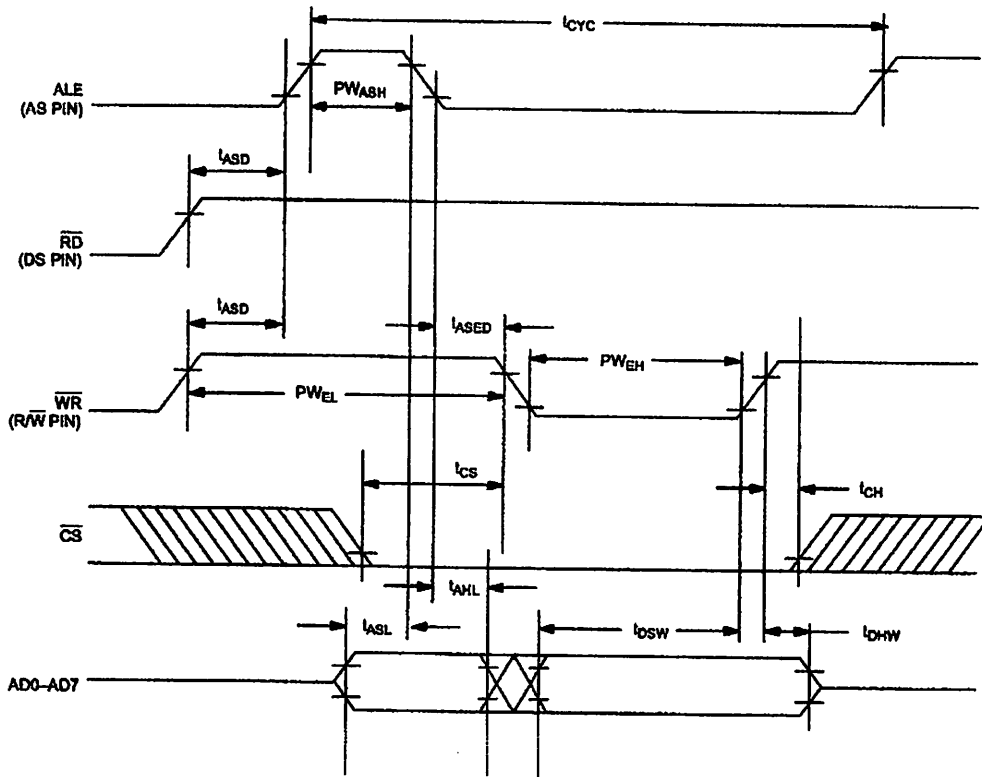 tCYC
ALE
(AS PIN)
PWASH
tASD
RD
(DS PIN)
tASD
tASED
PWEH
WR
(R/W PIN)
PWEL
tCS
tCH
CS
tAHL
tASL
tDSW
tDHW
AD0–AD7